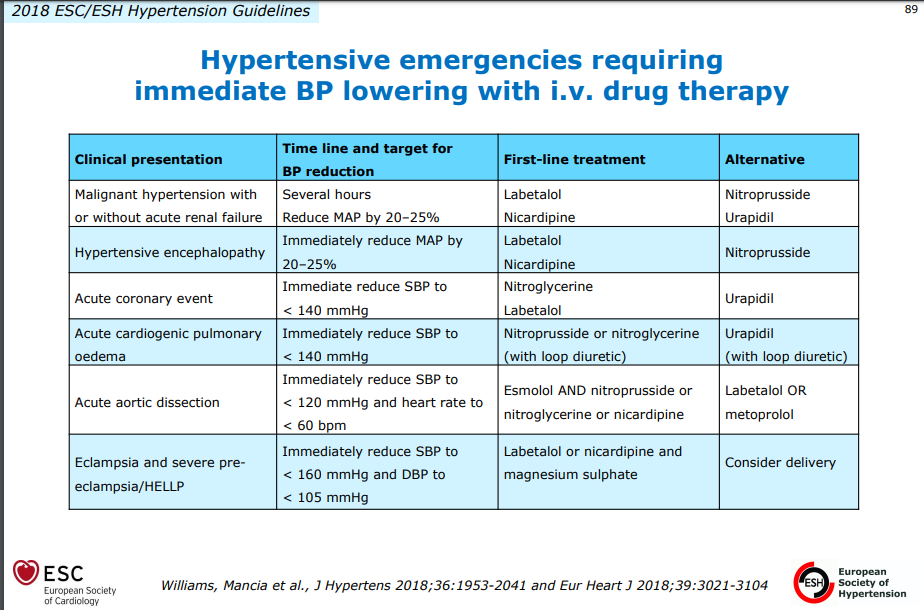 2018 ESC/ESH Hypertension Guidelines
89
Hypertensive emergencies requiring
immediate BP lowering with i.v. drug therapy
Clinical presentation
Time line and target for
BP reduction
First-line treatment
Alternative
Malignant hypertension with
or without acute renal failure
Several hours
Reduce MAP by 20–25%
Labetalol
Nicardipine
Nitroprusside
Urapidil
Hypertensive encephalopathy
Immediately reduce MAP by
20–25%
Labetalol
Nicardipine
Nitroprusside
Acute coronary event
Immediate reduce SBP to
< 140 mmHg
Nitroglycerine
Labetalol
Urapidil
Acute cardiogenic pulmonary
oedema
Immediately reduce SBP to
< 140 mmHg
Nitroprusside or nitroglycerine
(with loop diuretic)
Urapidil
(with loop diuretic)
Acute aortic dissection
Immediately reduce SBP to
< 120 mmHg and heart rate to
< 60 bpm
Esmolol AND nitroprusside or
nitroglycerine or nicardipine
Labetalol OR
metoprolol
Eclampsia and severe pre-
eclampsia/HELLP
Immediately reduce SBP to
< 160 mmHg and DBP to
< 105 mmHg
Labetalol or nicardipine and
magnesium sulphate
Consider delivery
ESC
European Society
of Cardiology
Williams, Mancia et al., J Hypertens 2018;36:1953-2041 and Eur Heart J 2018;39:3021-3104
ESH
European
Society of
Hypertension